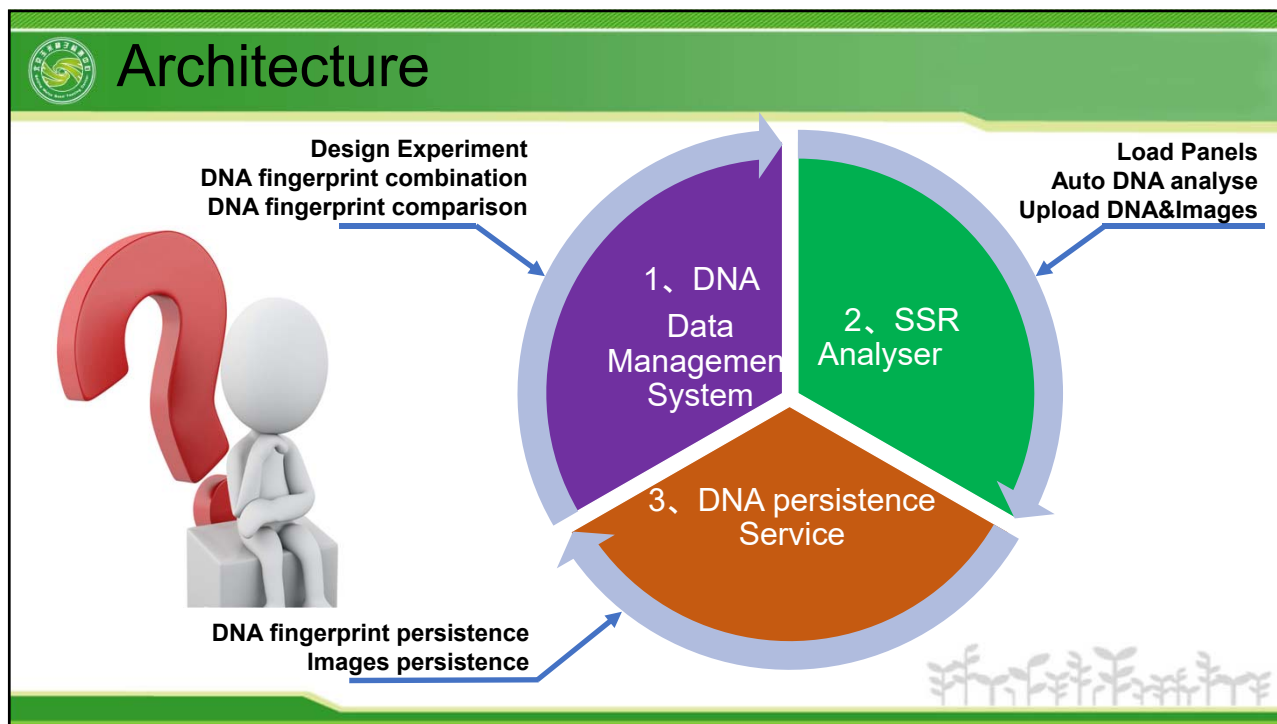 Architecture
Design Experiment
DNA fingerprint combination
DNA fingerprint comparison
Load Panels
Auto DNA analyse
Upload DNA&Images
1、DNA
Data
Managemen
System
2、SSR
Analyser
3、DNA persistence
Service
DNA fingerprint persistence
Images persistence